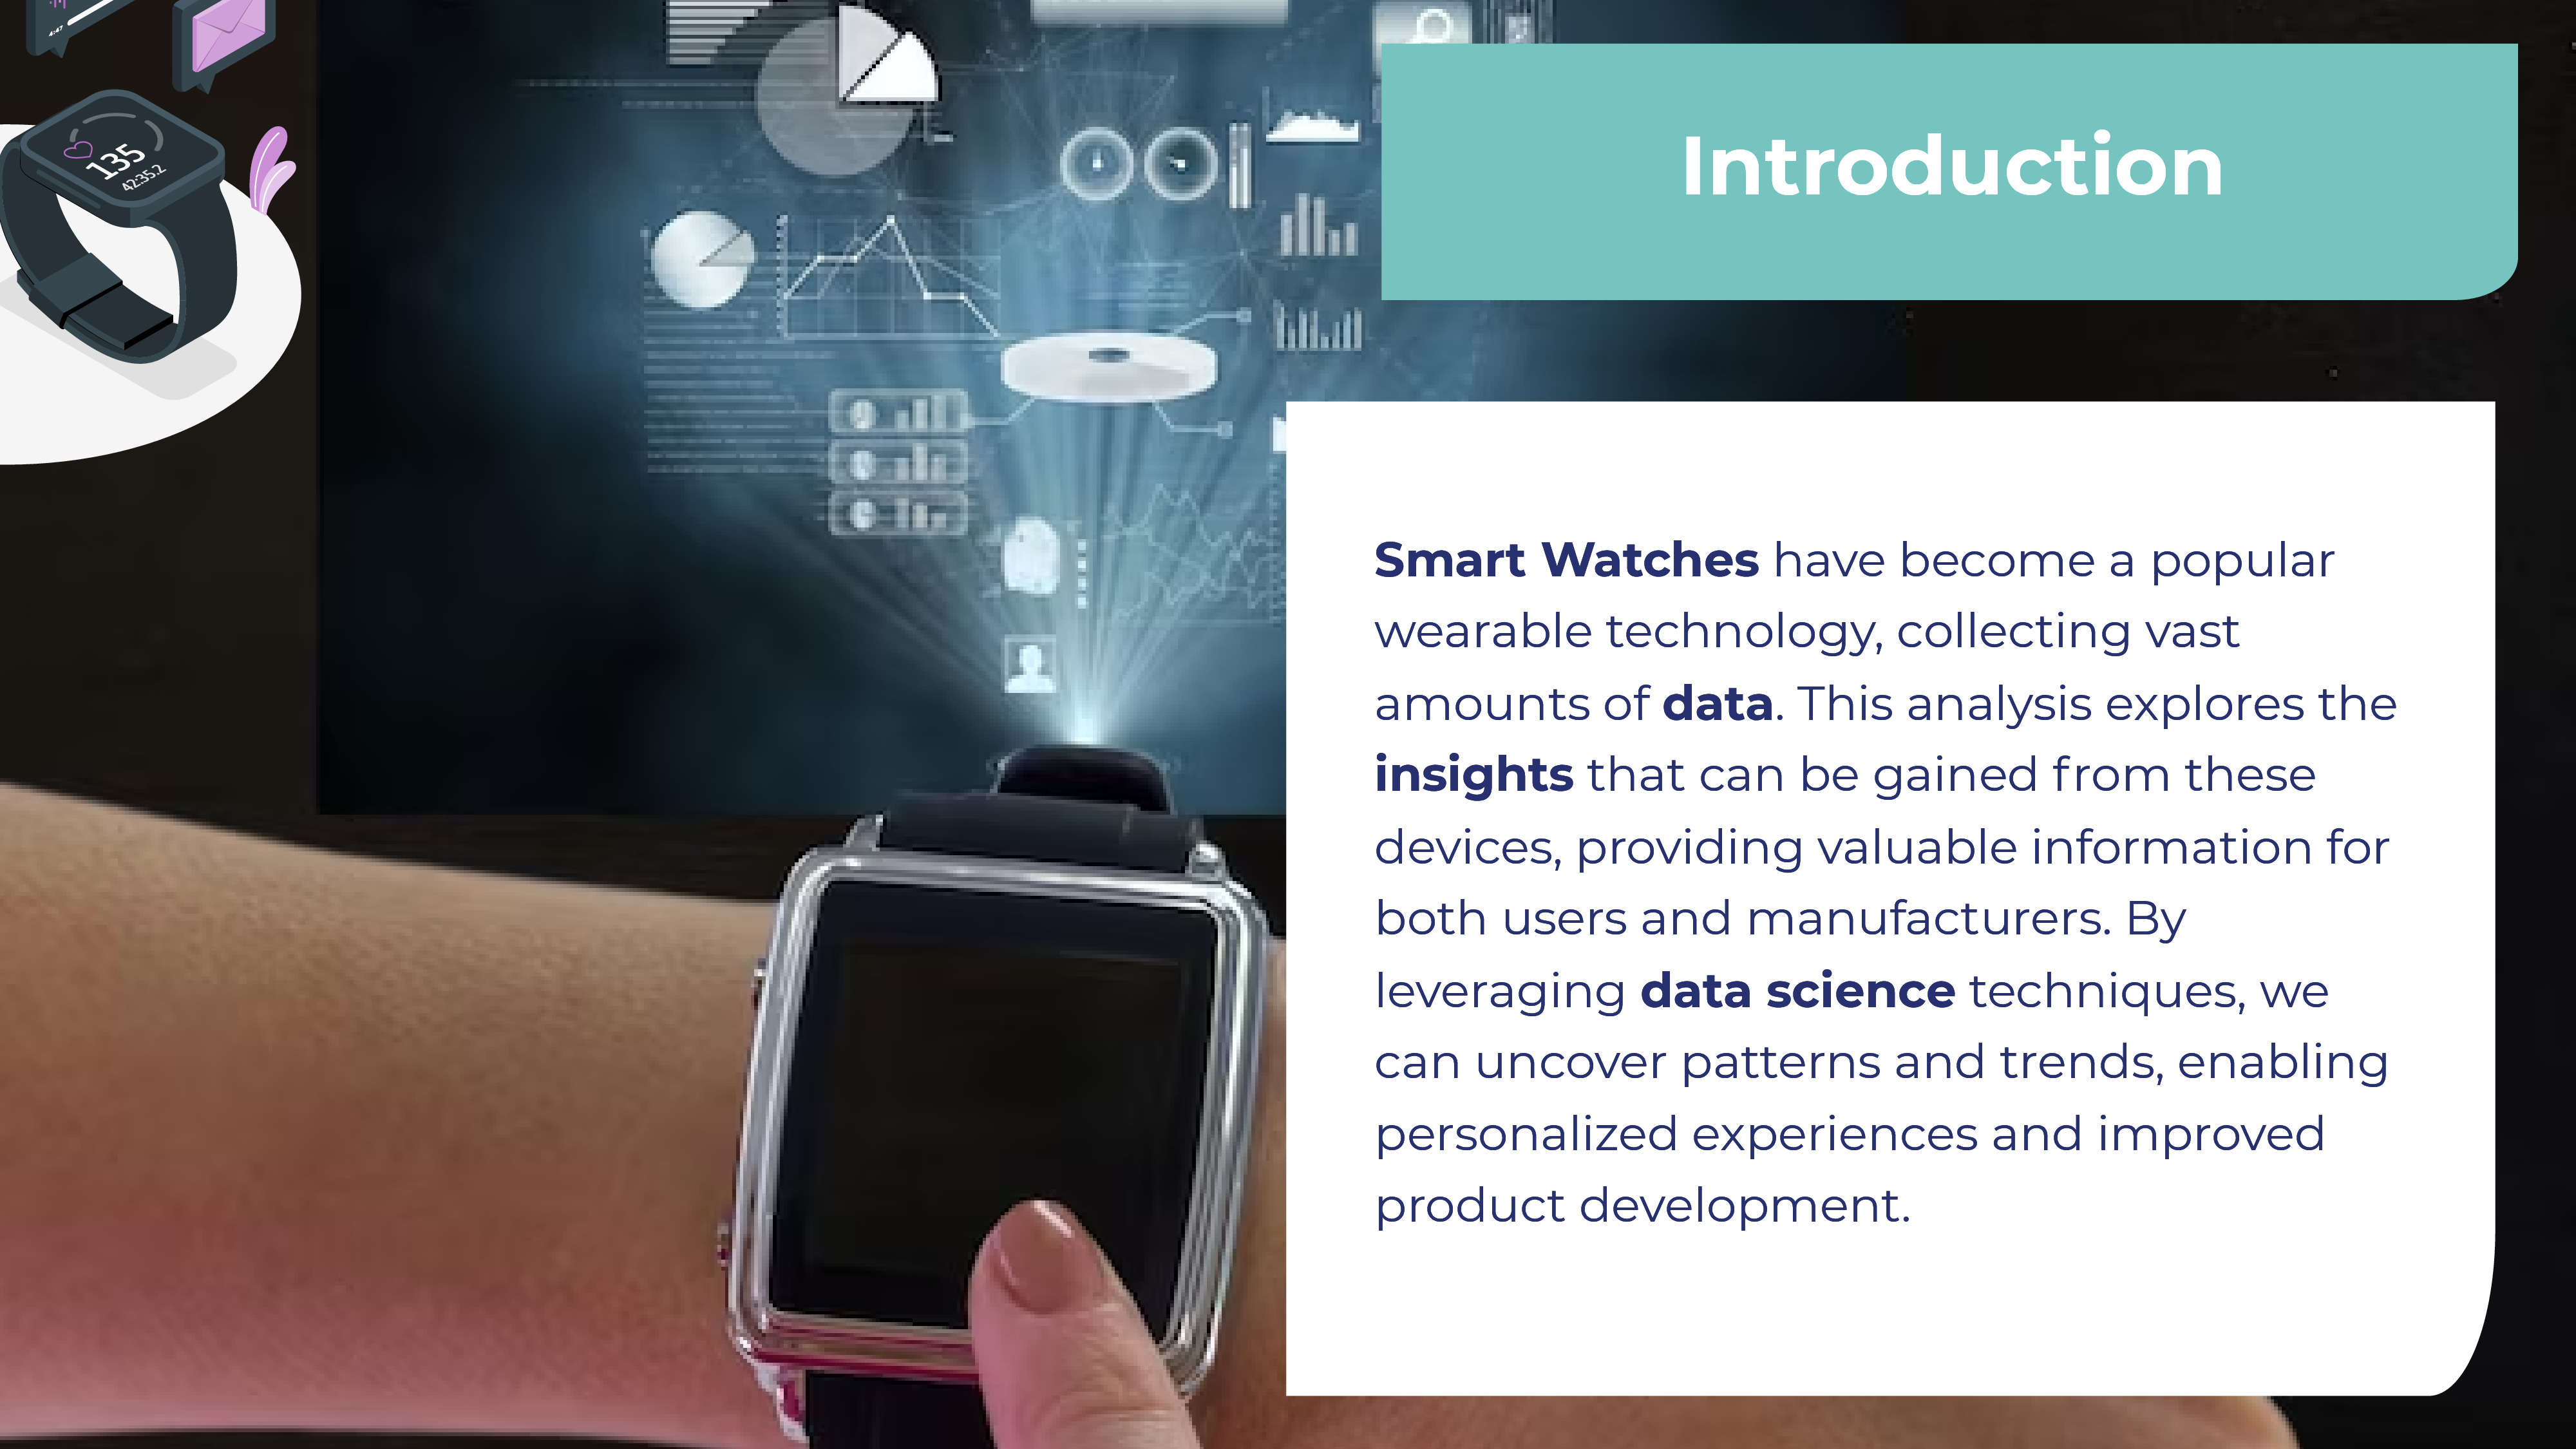 4:47
135
42:35.2
Introduction
Smart Watches have become a popular
wearable technology, collecting vast
amounts of data. This analysis explores the
insights that can be gained from these
devices, providing valuable information for
both users and manufacturers. By
leveraging data science techniques, we
can uncover patterns and trends, enabling
personalized experiences and improved
product development.